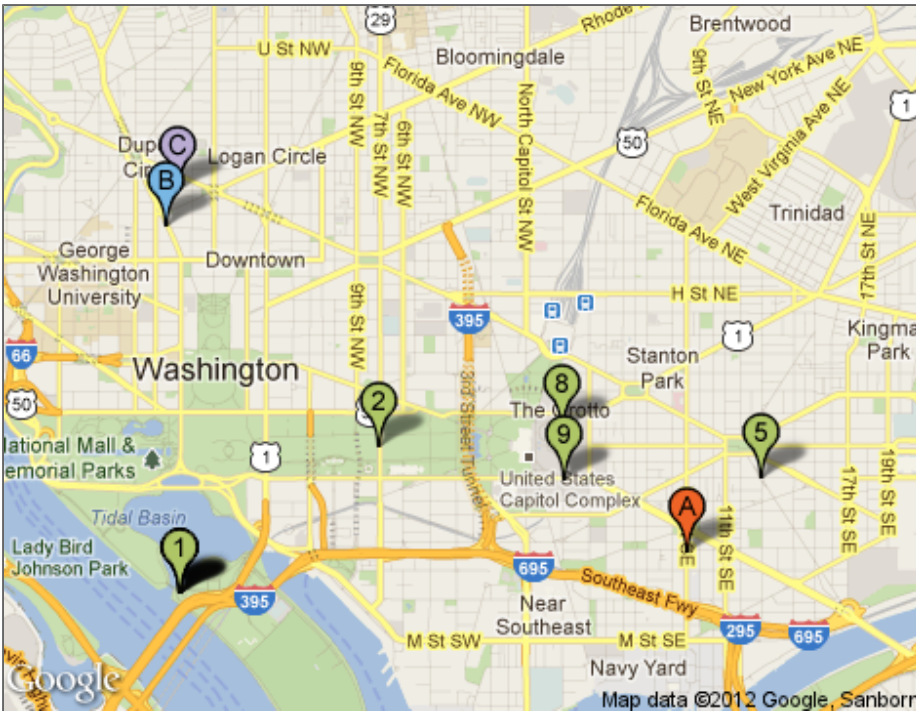 Brentwood
29
Rhode
U St NW
Bloomingdale
9th St NE
New York Ave NE
Florida Ave NW
1
9th St NW
7th St NW
6th St NW
North Capitol St NW
50
C
Logan Circle
B
West Virginia Ave NE
Trinidad
Florida Ave NE
George
Washington
University
Downtown
17th St NE
9th St NW
H St NE
395
1
66
Washington
Stanton
Park
Kingma
Park
50
2
8
The Grotto
3rd Street Tunnel
9
5
National Mall &
emorial Parks
1
United States
Capitol Complex
A
SE
11th St SE
17th St SE
19th St SE
Tidal Basin
Lady Bird
Johnson Park
1
395
695
Southeast Fwy
Near
Southeast
M St SW
M St SE
295
695
Navy Yard
Google
Map data ©2012 Google, Sanborn